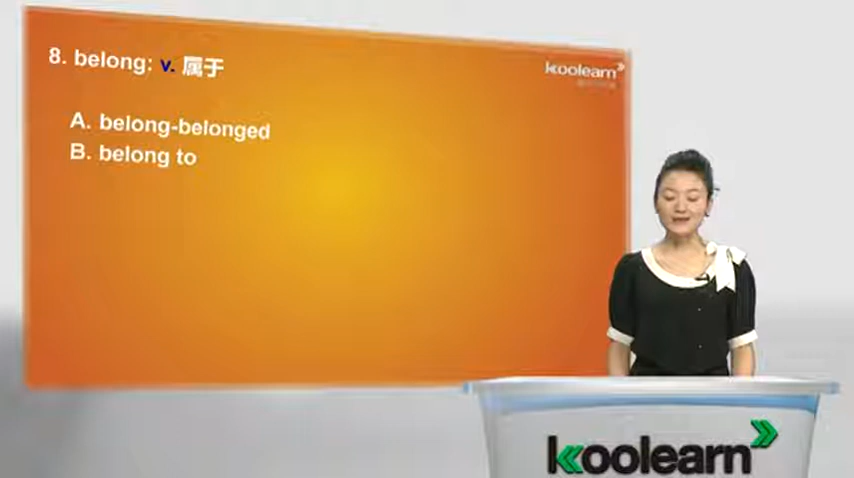 8. belong: v. 属于
koolearn
A. belong-belonged
B. belong to
koolearn